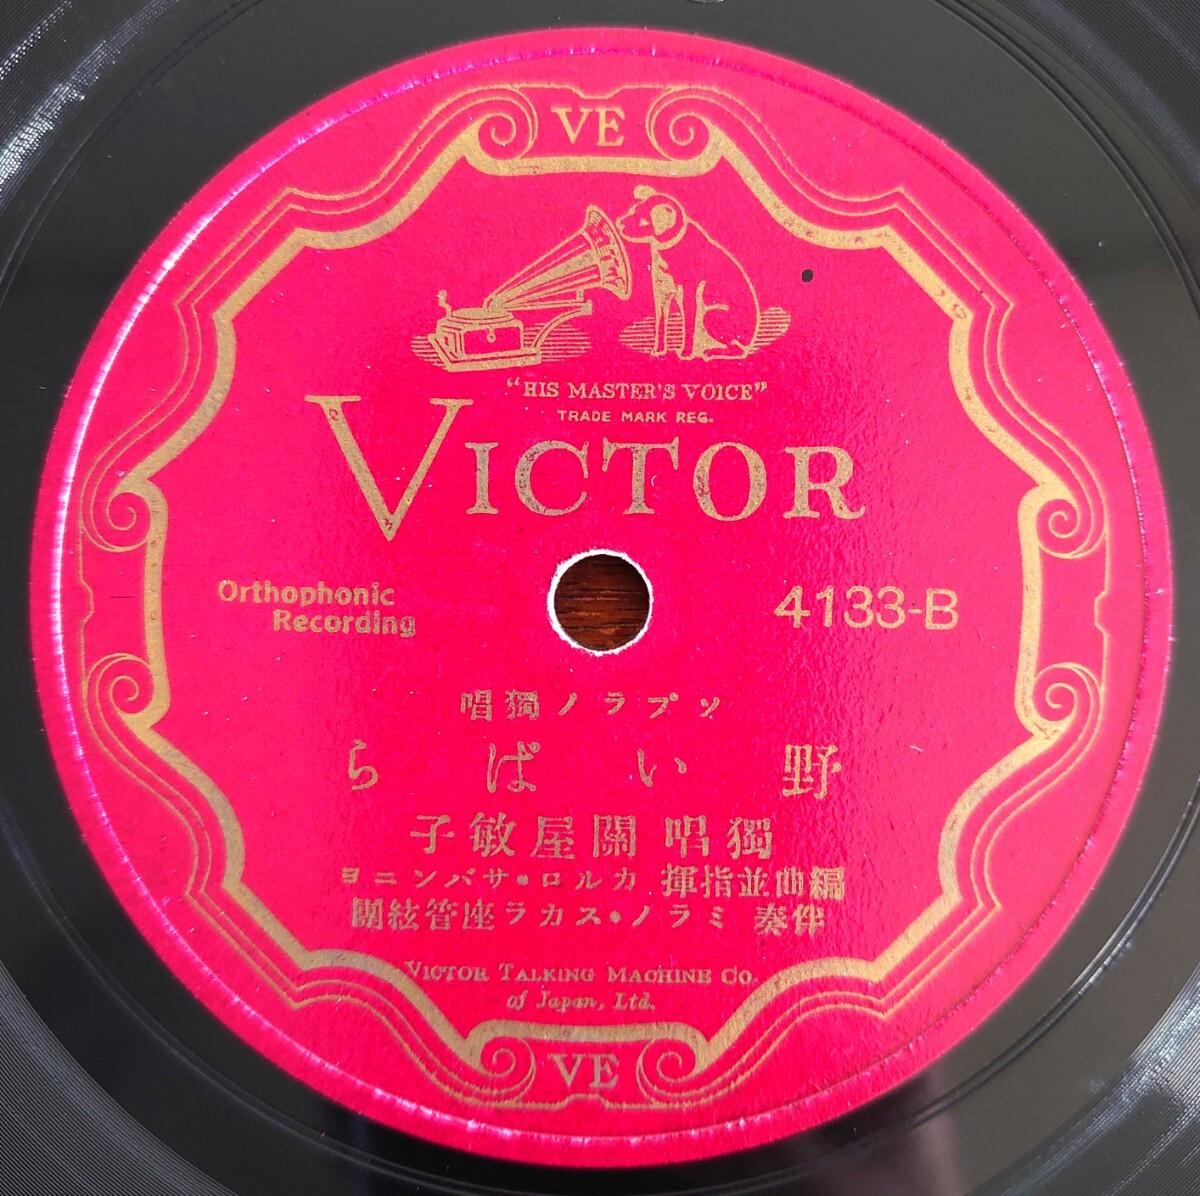 VE
"HIS MASTER'S VOICE"
TRADE MARK REG.
VICTOR
Orthophonic
Recording
4133-B
ソプラノ獨唱
野いばら
獨唱 關屋敏子
編曲並指揮 カルロ・サバンニヨ
伴奏 ミラノ・スカラ座管絃團
VICTOR TALKING MACHINE CO.
of Japan, Ltd.
VE